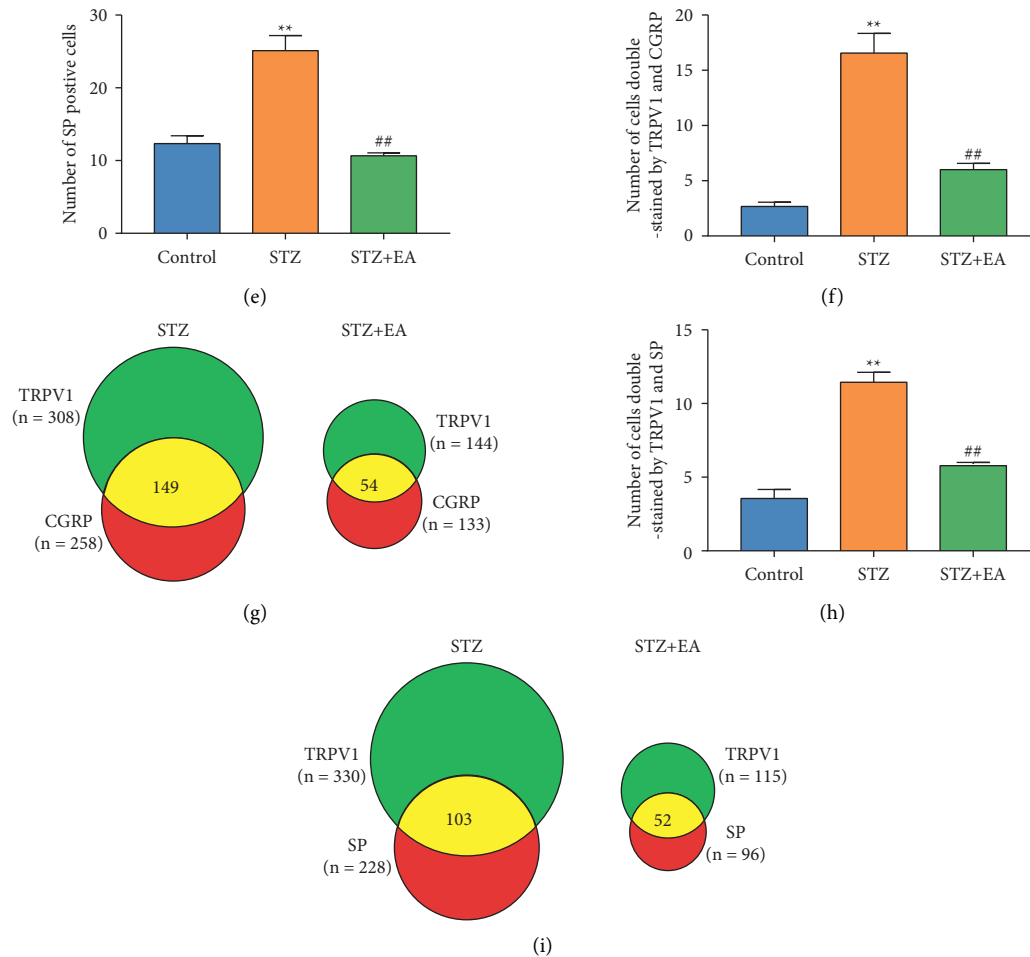 Number of SP postive cells
30
20
10
0
**
##
Control
STZ
STZ+EA
(e)
Number of cells double
-stained by TRPV1 and CGRP
20
15
10
5
0
**
##
Control
STZ
STZ+EA
(f)
STZ
STZ+EA
TRPV1
(n = 308)
149
CGRP
(n = 258)
TRPV1
(n = 144)
54
CGRP
(n = 133)
(g)
Number of cells double
-stained by TRPV1 and SP
15
10
5
0
**
##
Control
STZ
STZ+EA
(h)
STZ
STZ+EA
TRPV1
(n = 330)
103
SP
(n = 228)
TRPV1
(n = 115)
52
SP
(n = 96)
(i)